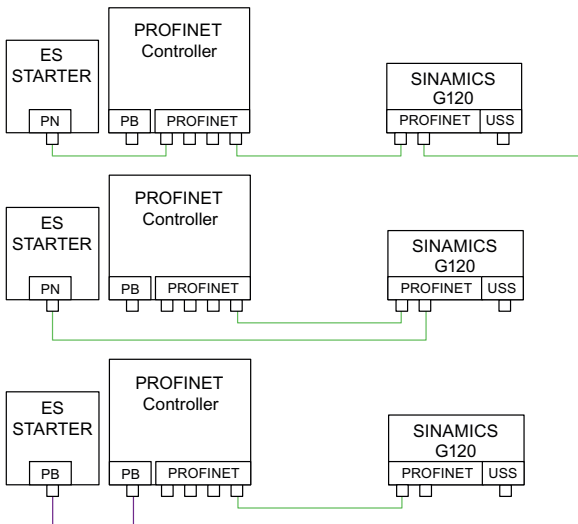 PROFINET
Controller
ES
STARTER
SINAMICS
G120
PN
PB
PROFINET
PROFINET
USS
PROFINET
Controller
ES
STARTER
SINAMICS
G120
PN
PB
PROFINET
PROFINET
USS
PROFINET
Controller
ES
STARTER
SINAMICS
G120
PB
PB
PROFINET
PROFINET
USS